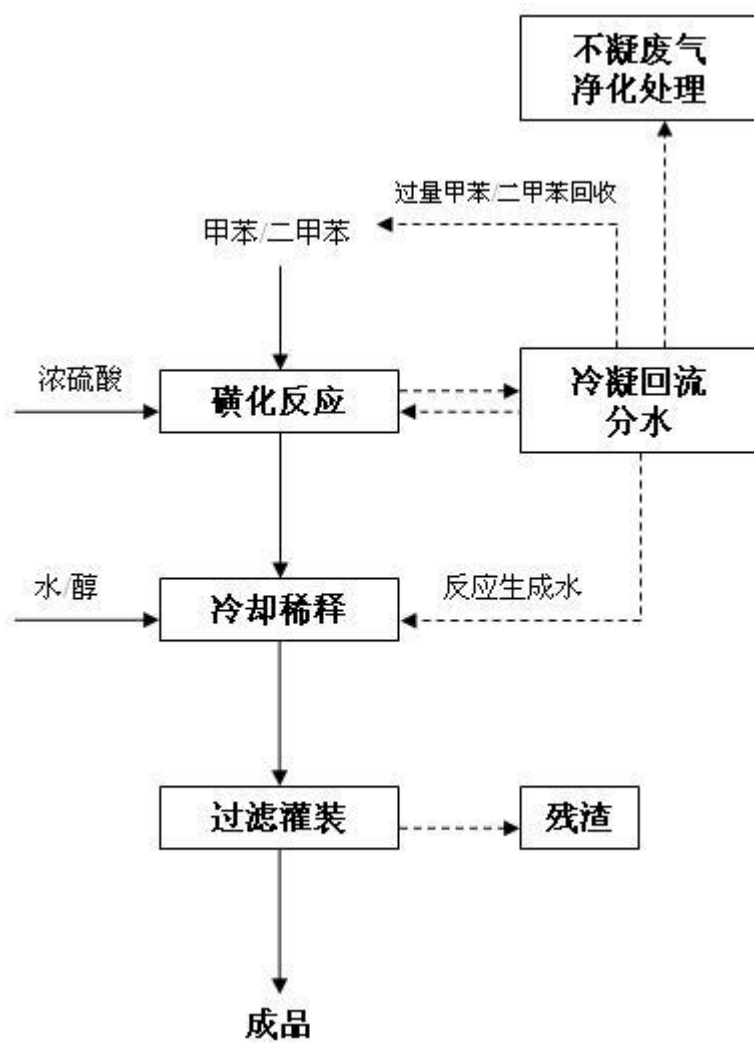 不凝废气
净化处理
过量甲苯/二甲苯回收
甲苯/二甲苯
浓硫酸
磺化反应
冷凝回流
分水
水/醇
冷却稀释
反应生成水
过滤灌装
残渣
成品